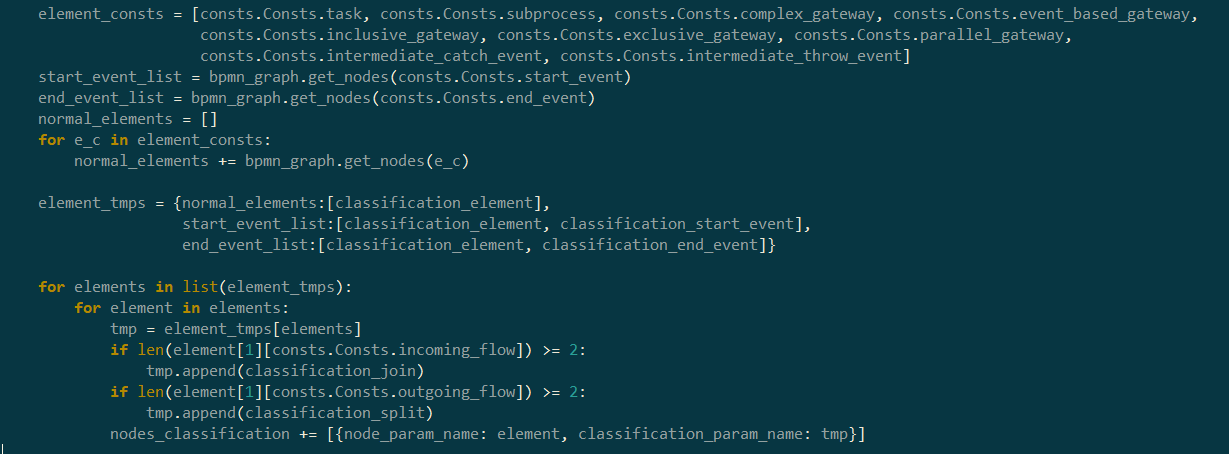 element_consts = [consts.Consts.task, consts.Consts.subprocess, consts.Consts.complex_gateway, consts.Consts.event_based_gateway,
                  consts.Consts.inclusive_gateway, consts.Consts.exclusive_gateway, consts.Consts.parallel_gateway,
                  consts.Consts.intermediate_catch_event, consts.Consts.intermediate_throw_event]
start_event_list = bpmn_graph.get_nodes(consts.Consts.start_event)
end_event_list = bpmn_graph.get_nodes(consts.Consts.end_event)
normal_elements = []
for e_c in element_consts:
    normal_elements += bpmn_graph.get_nodes(e_c)

element_tmps = {normal_elements:[classification_element],
                start_event_list:[classification_element, classification_start_event],
                end_event_list:[classification_element, classification_end_event]}

for elements in list(element_tmps):
    for element in elements:
        tmp = element_tmps[elements]
        if len(element[1][consts.Consts.incoming_flow]) >= 2:
            tmp.append(classification_join)
        if len(element[1][consts.Consts.outgoing_flow]) >= 2:
            tmp.append(classification_split)
        nodes_classification += [{node_param_name: element, classification_param_name: tmp}]